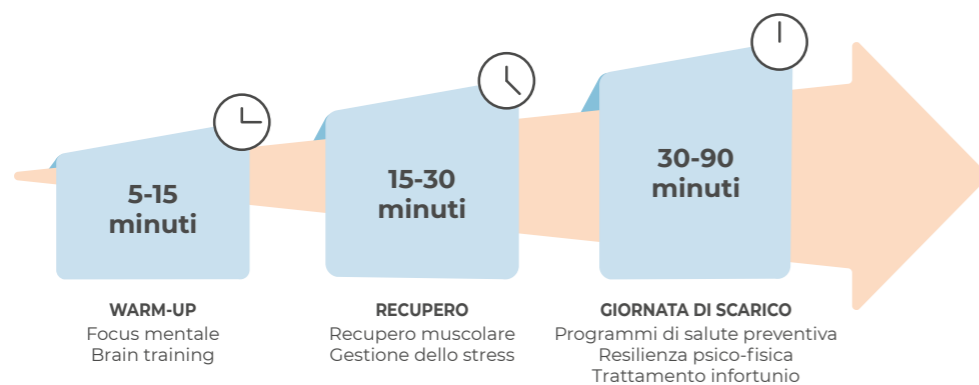 5-15
minuti
15-30
minuti
30-90
minuti
WARM-UP
Focus mentale
Brain training
RECUPERO
Recupero muscolare
Gestione dello stress
GIORNATA DI SCARICO
Programmi di salute preventiva
Resilienza psico-fisica
Trattamento infortunio